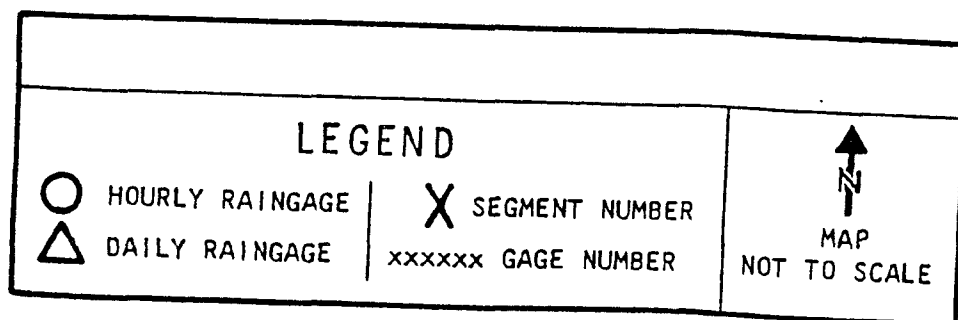 LEGEND
HOURLY RAINGAGE
DAILY RAINGAGE
X SEGMENT NUMBER
xxxxxx GAGE NUMBER
N
MAP
NOT TO SCALE